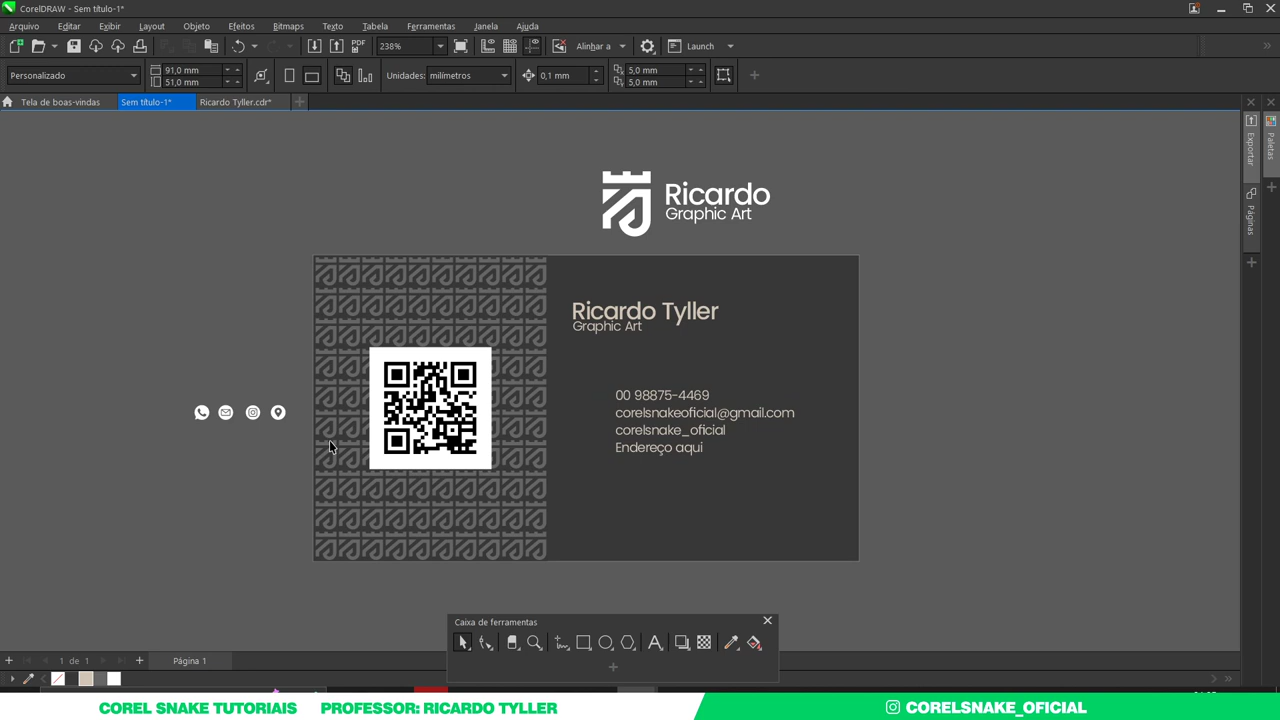 CorelDRAW - Sem título-1*
Arquivo Editar Exibir Layout Objeto Efeitos Bitmaps Texto Tabela Ferramentas Janela Ajuda
PDF 238% Alinhar a Launch
Personalizado 91,0 mm 51,0 mm Unidades: milímetros 0,1 mm 5,0 mm 5,0 mm
Tela de boas-vindas Sem título-1* Ricardo Tyller.cdr*
Exportar
Páginas
Paletas
Ricardo
Graphic Art
Ricardo Tyller
Graphic Art
00 98875-4469
corelsnakeoficial@gmail.com
corelsnake_oficial
Endereço aqui
Caixa de ferramentas
1 de 1 Página 1
COREL SNAKE TUTORIAIS PROFESSOR: RICARDO TYLLER CORELSNAKE_OFICIAL